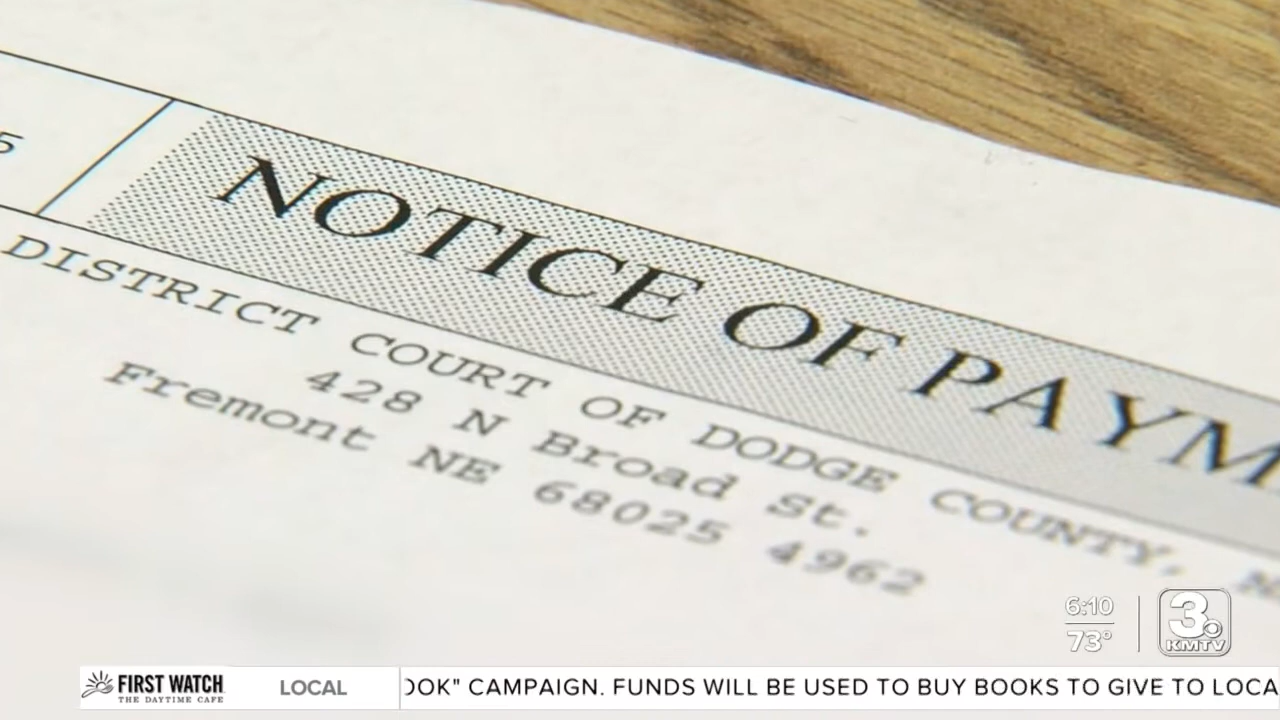 5
NOTICE OF PAYM
DISTRICT COURT OF DODGE COUNTY, N
428 N Broad St.
Fremont NE 68025 4962
6:10
73°
3
KMTV
FIRST WATCH
THE DAYTIME CAFE
LOCAL
OOK" CAMPAIGN. FUNDS WILL BE USED TO BUY BOOKS TO GIVE TO LOCA